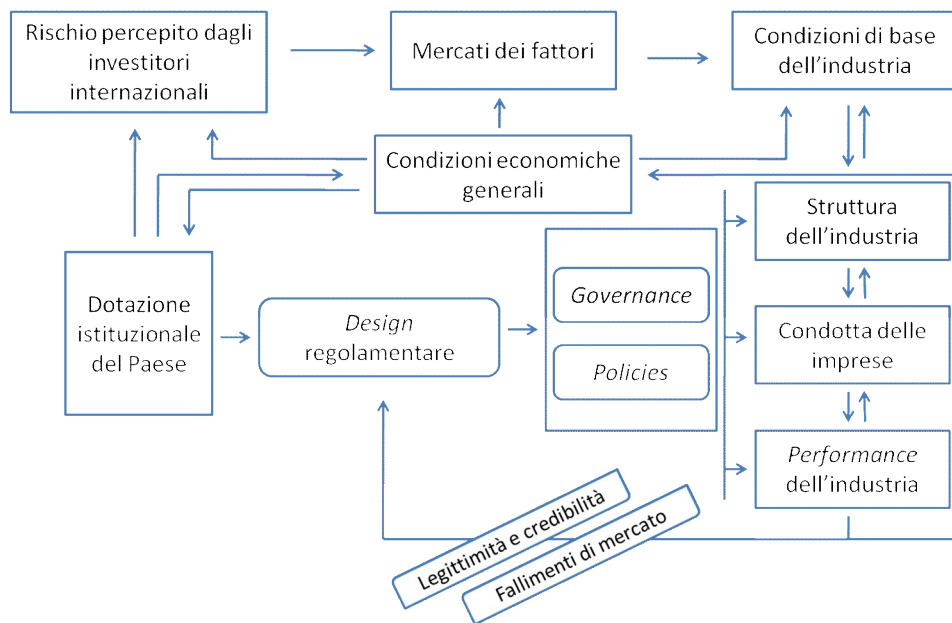 Rischio percepito dagli
investitori
internazionali
Mercati dei fattori
Condizioni di base
dell'industria
Condizioni economiche
generali
Struttura
dell'industria
Dotazione
istituzionale
del Paese
Design
regolamentare
Governance
Policies
Condotta delle
imprese
Performance
dell'industria
Legittimità e credibilità
Fallimenti di mercato